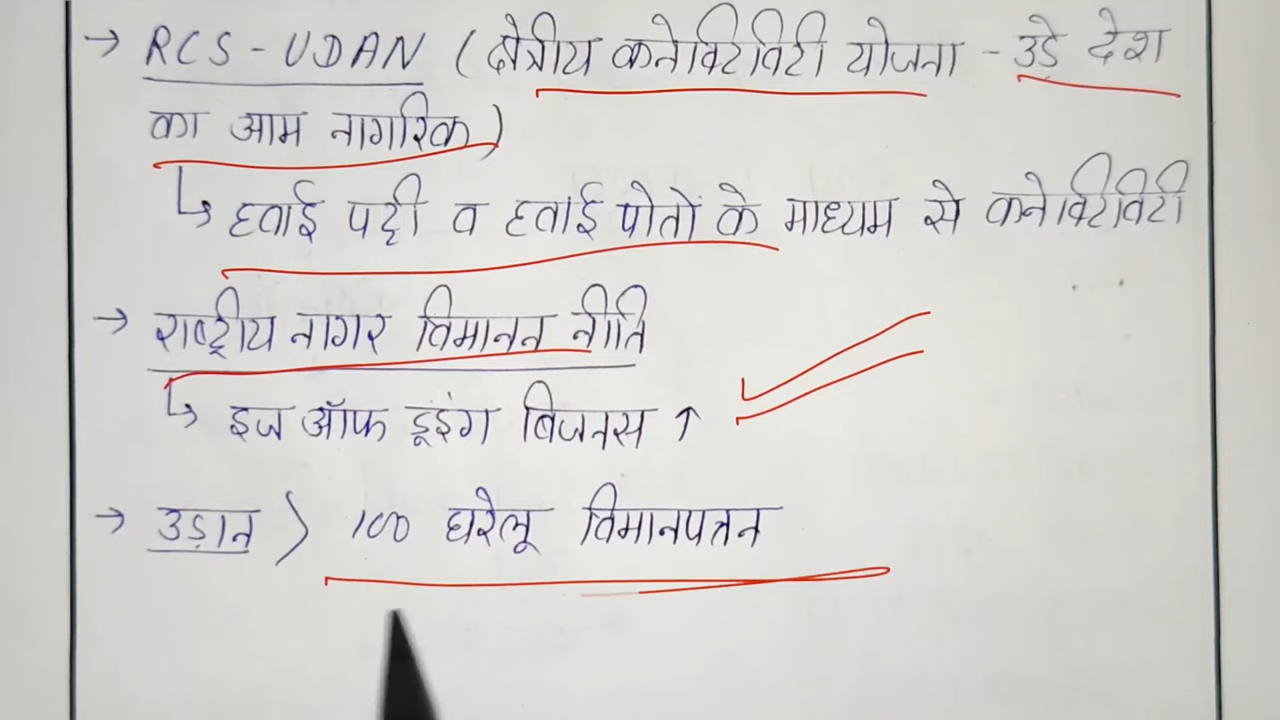 → RCS - UDAN (क्षेत्रीय कनेक्टिविटी योजना - उड़े देश
का आम नागरिक)
↳ हवाई पट्टी व हवाई पोतों के माध्यम से कनेक्टिविटी
→ राष्ट्रीय नागर विमानन नीति
↳ इज ऑफ डूइंग बिजनस ↑
→ उड़ान > 100 घरेलू विमानपत्तन